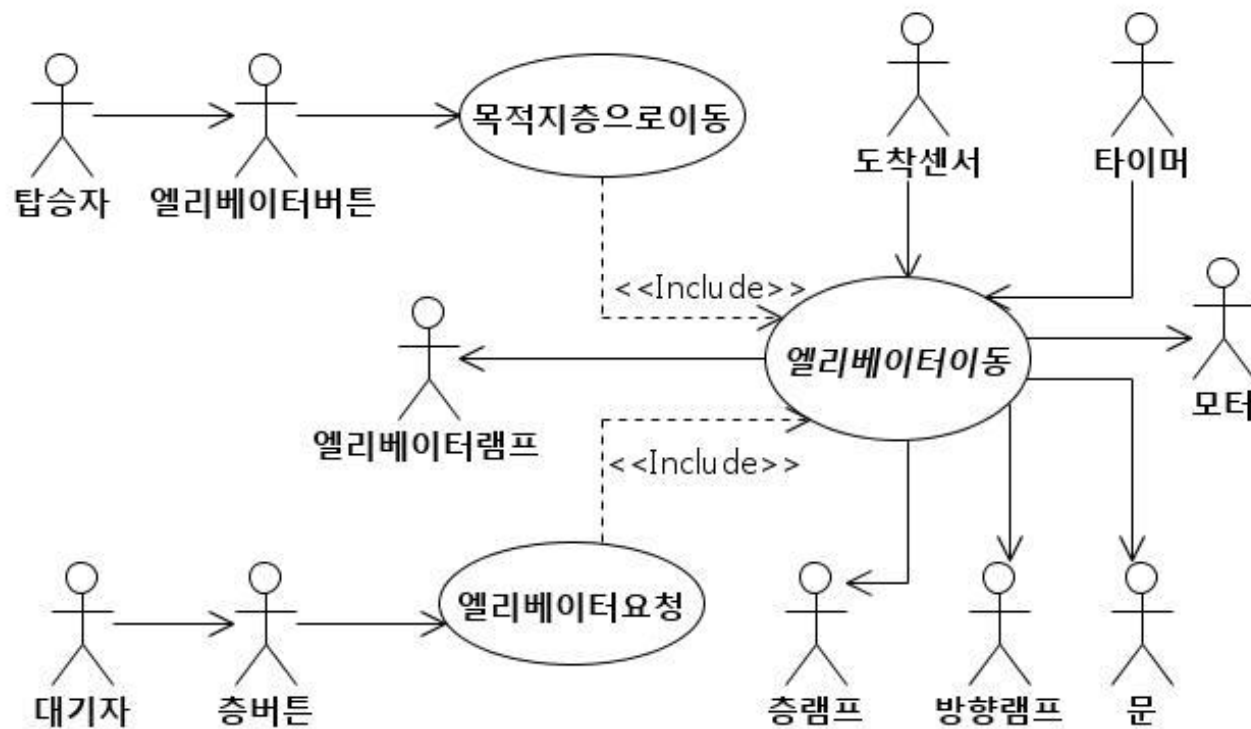 목적지층으로이동
도착센서
타이머
탑승자
엘리베이터버튼
<<Include>>
엘리베이터이동
모터
엘리베이터램프
<<Include>>
엘리베이터요청
대기자
층버튼
층램프
방향램프
문